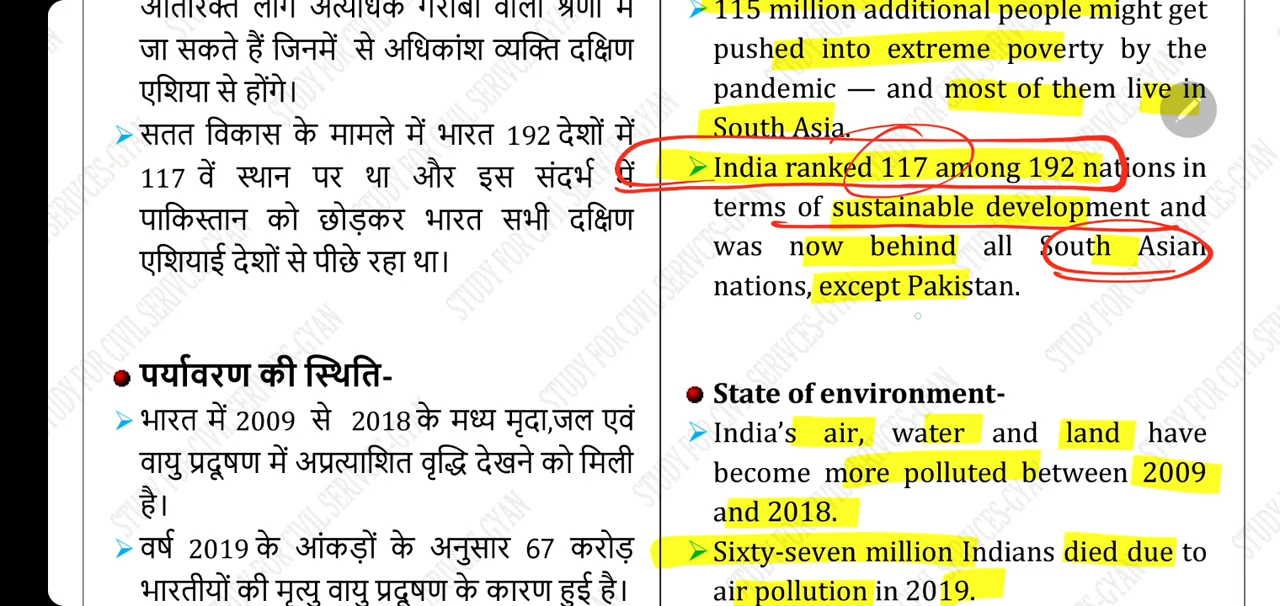 अतिरिक्त लोग अत्यधिक गरीबी वाली श्रेणी में
जा सकते हैं जिनमें से अधिकांश व्यक्ति दक्षिण
एशिया से होंगे।
सतत विकास के मामले में भारत 192 देशों में
117 वें स्थान पर था और इस संदर्भ में
पाकिस्तान को छोड़कर भारत सभी दक्षिण
एशियाई देशों से पीछे रहा था।
पर्यावरण की स्थिति-
भारत में 2009 से 2018 के मध्य मृदा,जल एवं
वायु प्रदूषण में अप्रत्याशित वृद्धि देखने को मिली
है।
वर्ष 2019 के आंकड़ों के अनुसार 67 करोड़
भारतीयों की मृत्यु वायु प्रदूषण के कारण हुई है।
115 million additional people might get
pushed into extreme poverty by the
pandemic — and most of them live in
South Asia.
India ranked 117 among 192 nations in
terms of sustainable development and
was now behind all South Asian
nations, except Pakistan.
State of environment-
India's air, water and land have
become more polluted between 2009
and 2018.
Sixty-seven million Indians died due to
air pollution in 2019.
STUDY FOR CIVIL SERIVCES-GYAN